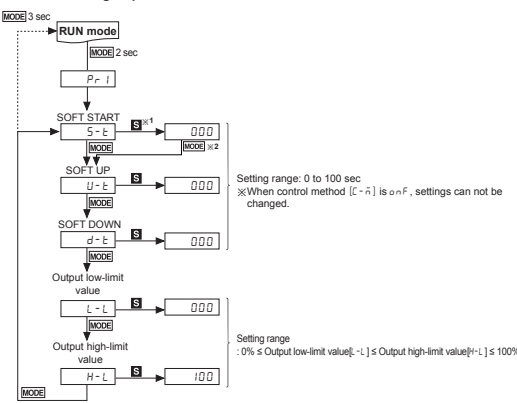 MODE 3 sec
RUN mode
MODE 2 sec
Pr1
SOFT START
S-t S ※1 000
MODE MODE ※2
SOFT UP
U-t S 000
MODE
Setting range: 0 to 100 sec
※When control method [C-ñ] is onF, settings can not be
changed.
SOFT DOWN
d-t S 000
MODE
Output low-limit
value
L-L S 000
MODE
Output high-limit
value
H-L S 100
MODE
Setting range
: 0% ≤ Output low-limit value[L-L] ≤ Output high-limit value[H-L] ≤ 100%